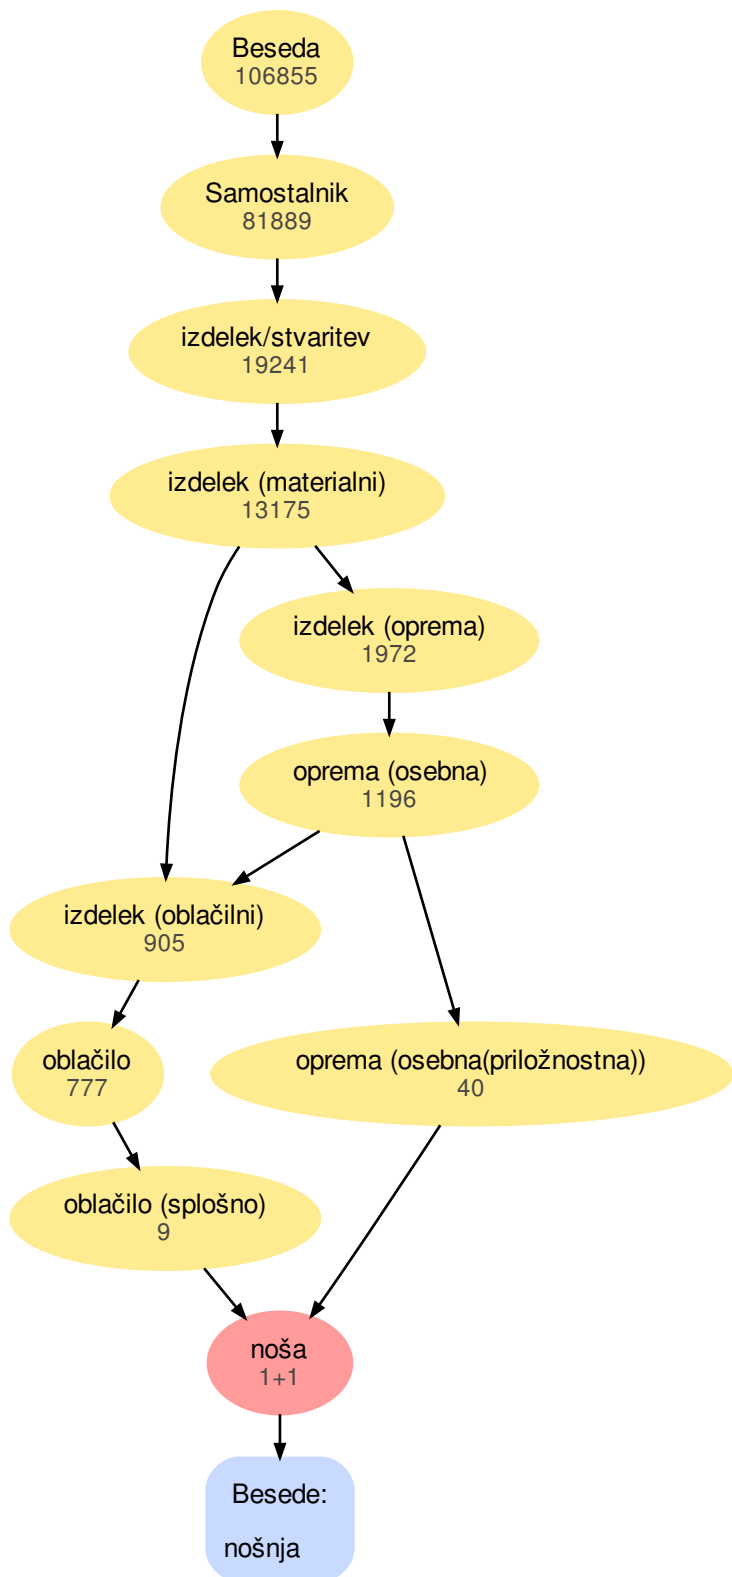 Beseda
106855
Samostalnik
81889
izdelek/stvaritev
19241
izdelek (materialni)
13175
izdelek (oprema)
1972
oprema (osebna)
1196
izdelek (oblačilni)
905
oblačilo
777
oprema (osebna(priložnostna))
40
oblačilo (splošno)
9
noša
1+1
Besede:
nošnja